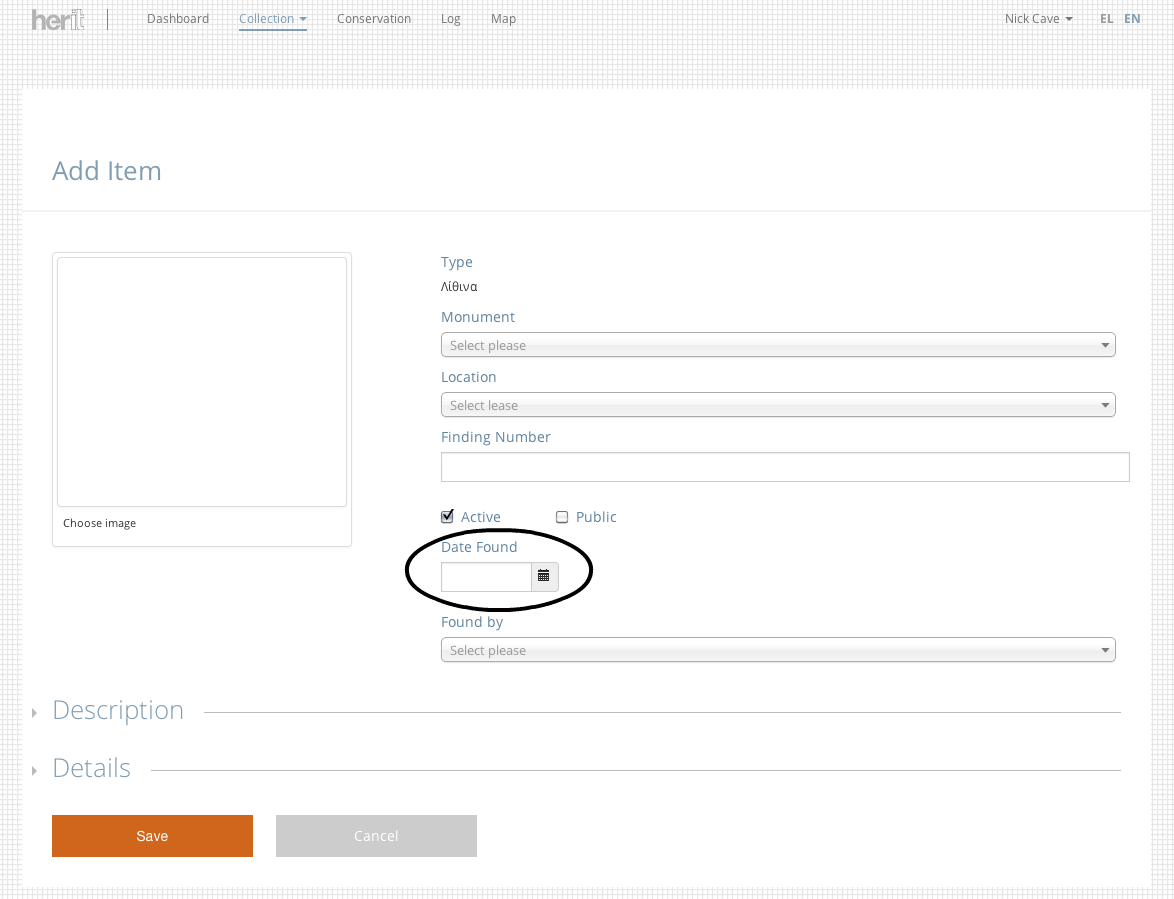 herit Dashboard Collection Conservation Log Map Nick Cave EL EN
Add Item
Type
Λίθινα
Monument
Select please
Location
Select lease
Finding Number
Choose image
Active Public
Date Found
Found by
Select please
Description
Details
Save Cancel